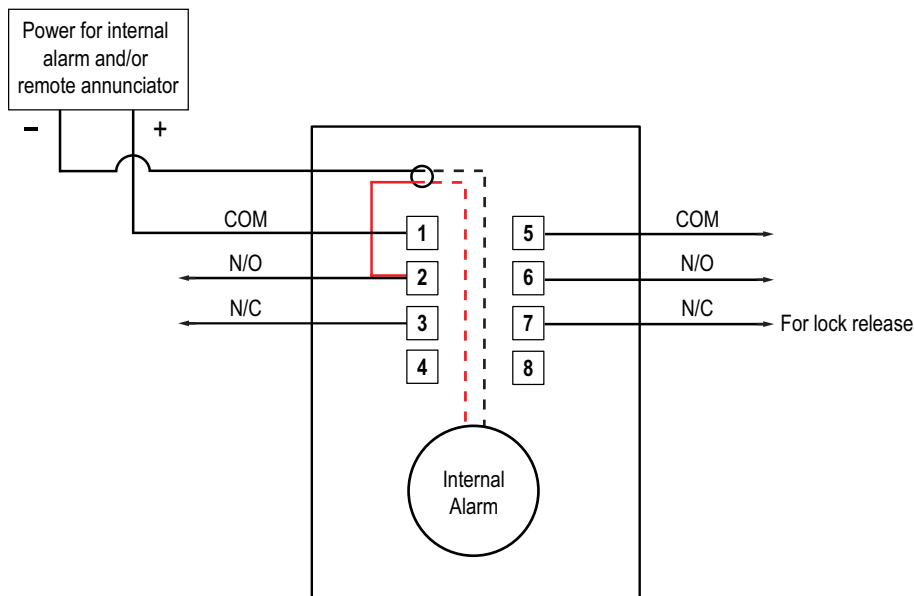 Power for internal
alarm and/or
remote annunciator
− +
COM
N/O
N/C
1
2
3
4
5
6
7
8
COM
N/O
N/C
For lock release
Internal
Alarm